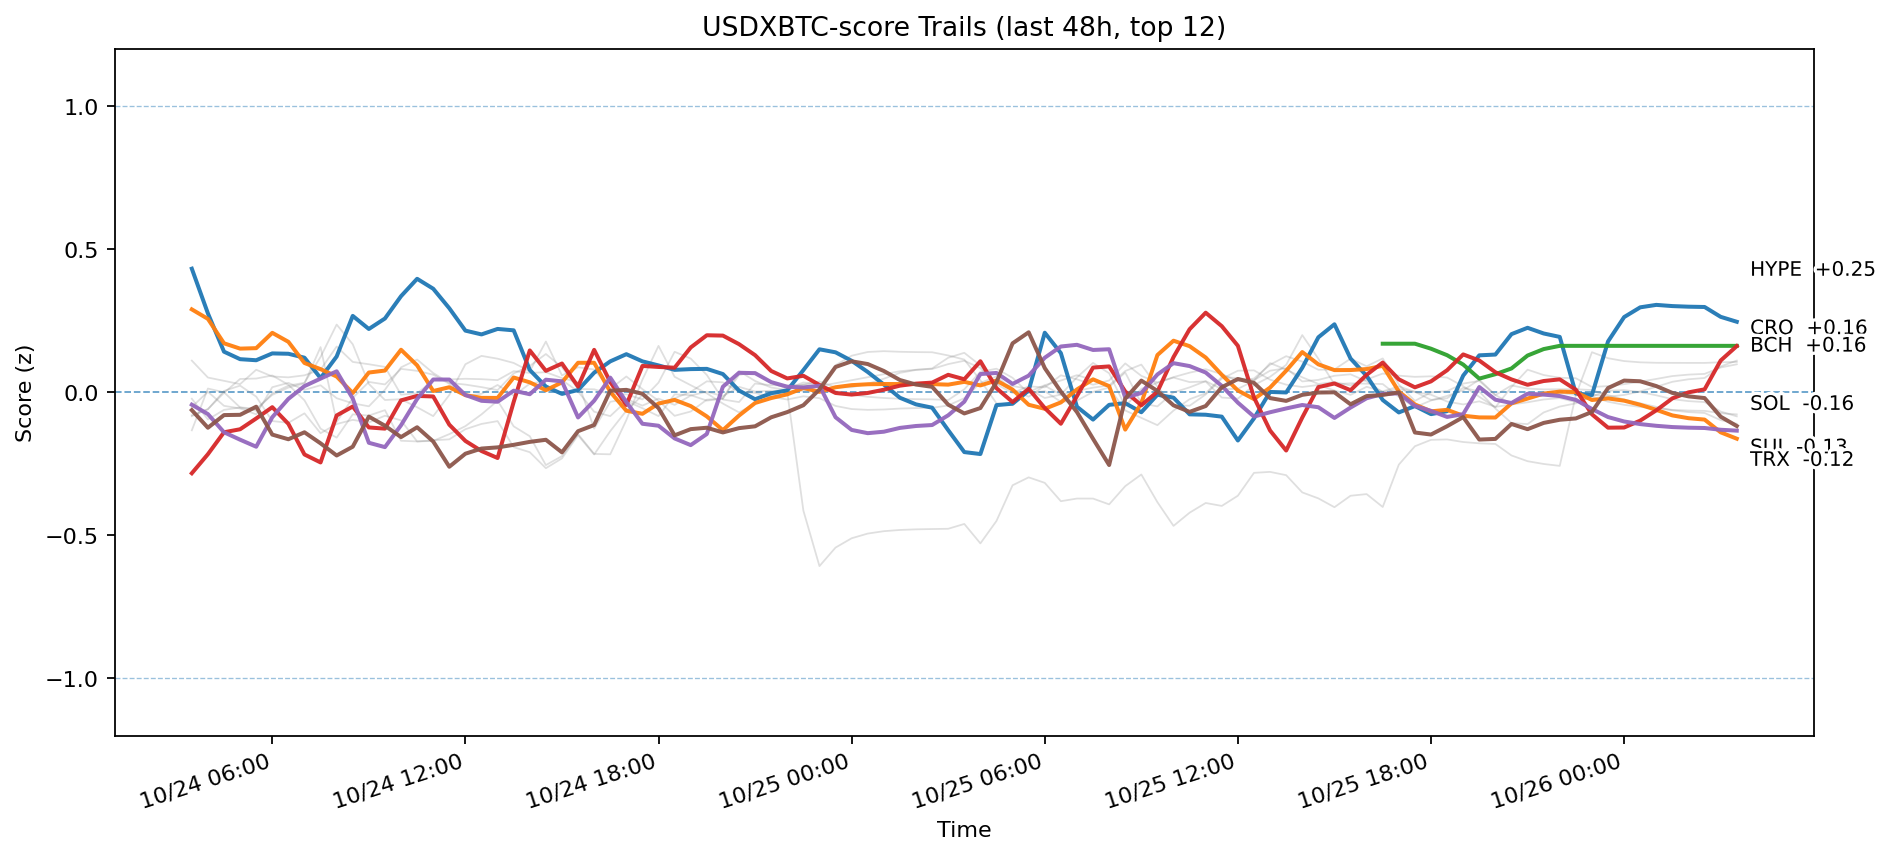 USDXBTC-score Trails (last 48h, top 12)
Score (z)
1.0
0.5
0.0
−0.5
−1.0
HYPE +0.25
CRO +0.16
BCH +0.16
SOL -0.16
-0.13
TRX -0.12
10/24 06:00
10/24 12:00
10/24 18:00
10/25 00:00
10/25 06:00
10/25 12:00
10/25 18:00
10/26 00:00
Time